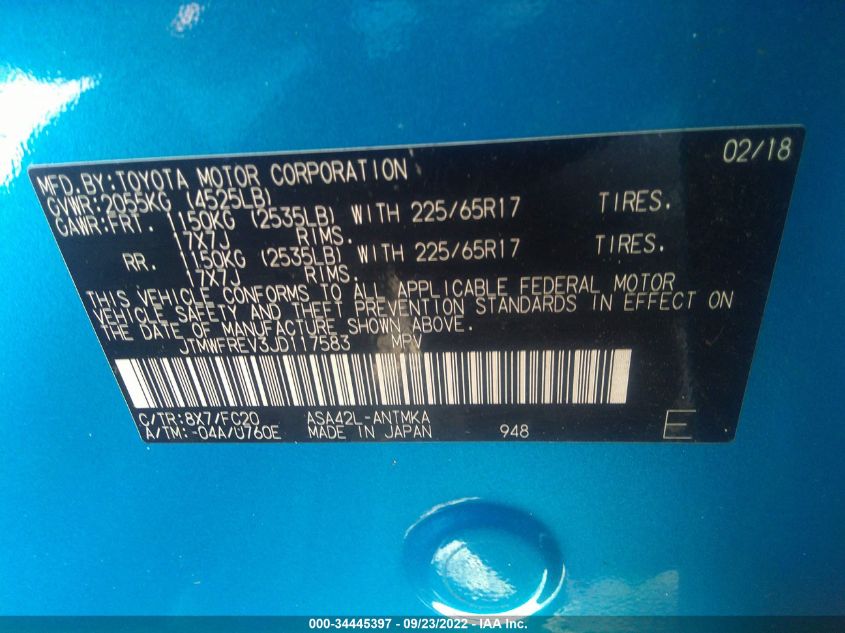 02/18
MFD.BY:TOYOTA MOTOR CORPORATION
GVWR:2055KG (4525LB)
GAWR:FRT. 1150KG (2535LB) WITH 225/65R17 TIRES.
17X7J RIMS.
RR. 1150KG (2535LB) WITH 225/65R17 TIRES.
17X7J RIMS.
THIS VEHICLE CONFORMS TO ALL APPLICABLE FEDERAL MOTOR
VEHICLE SAFETY AND THEFT PREVENTION STANDARDS IN EFFECT ON
THE DATE OF MANUFACTURE SHOWN ABOVE.
JTMWFREV3JD117583 MPV
C/TR:8X7/FC20 ASA42L-ANTMKA
A/TM:-04A/U760E MADE IN JAPAN 948 E
000-34445397 - 09/23/2022 - IAA Inc.